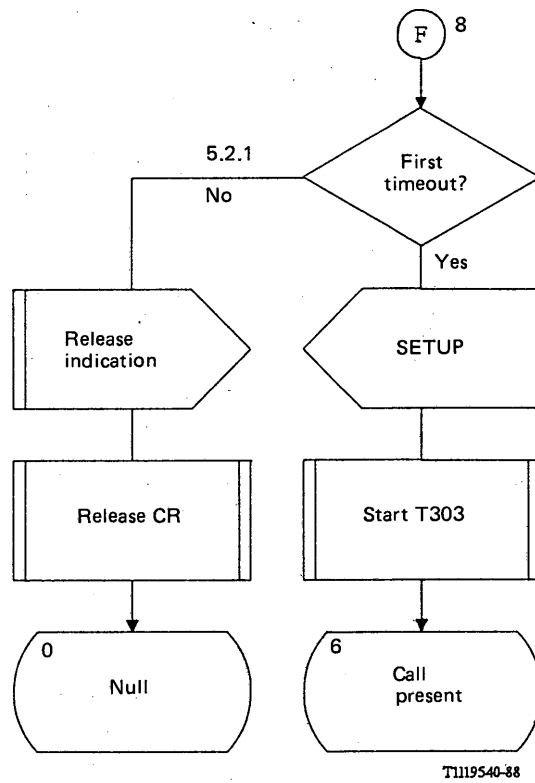 F 8
First
timeout?
5.2.1
No
Yes
Release
indication
SETUP
Release CR
Start T303
0
Null
6
Call
present
T1119540-88